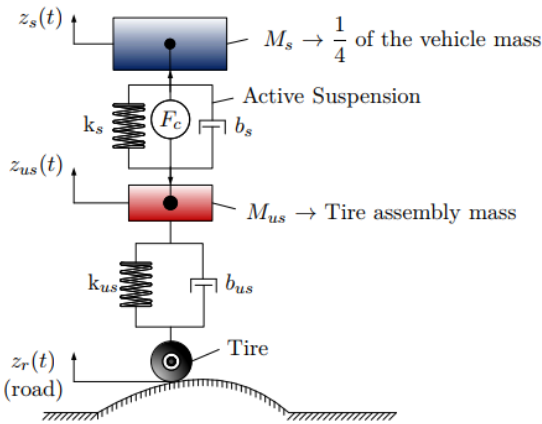 z_s(t)
M_s → 1/4 of the vehicle mass
Active Suspension
k_s
F_c
b_s
z_us(t)
M_us → Tire assembly mass
k_us
b_us
Tire
z_r(t)
(road)